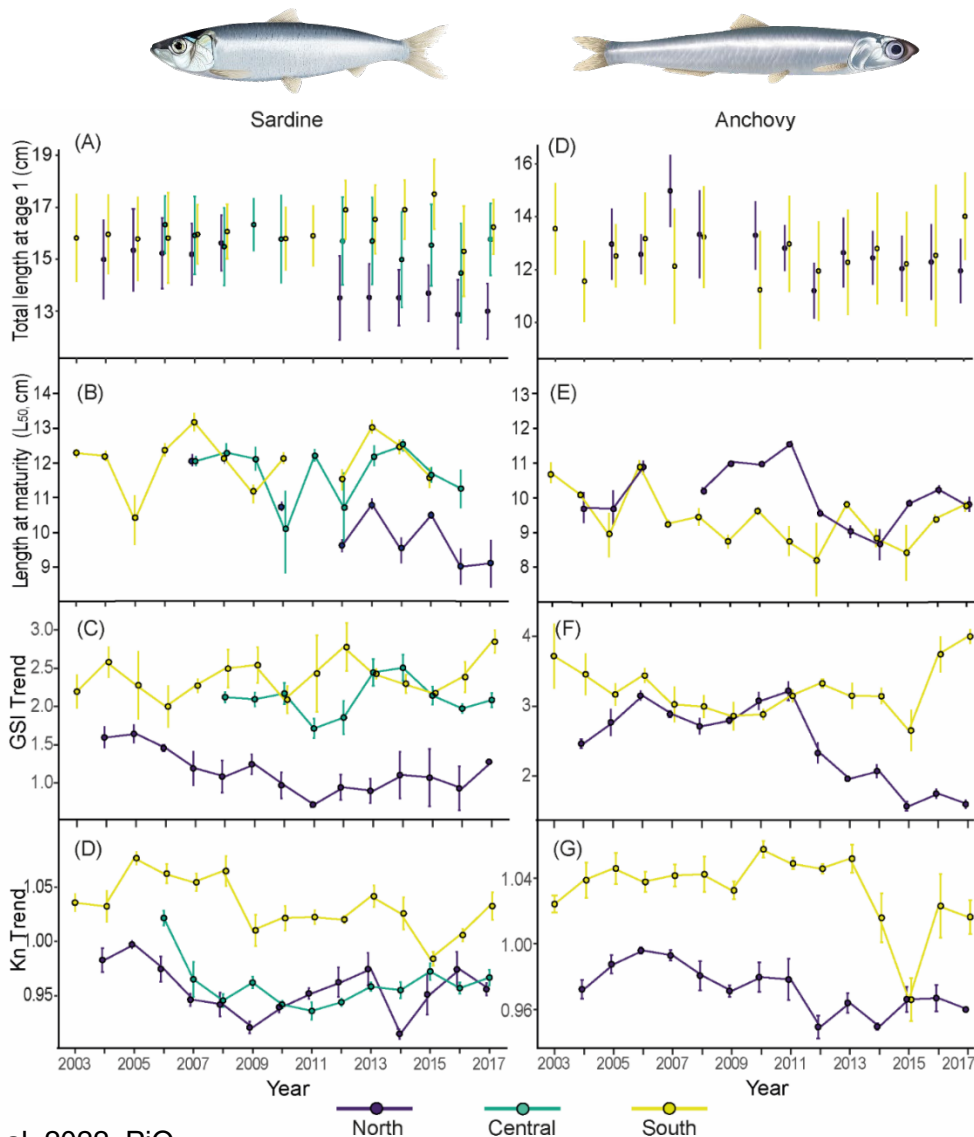 Sardine
Anchovy
(A)
Total length at age 1 (cm)
19
17
15
13
(D)
16
14
12
10
(B)
Length at maturity (L50, cm)
14
13
12
11
10
9
(E)
12
11
10
9
8
(C)
GSI Trend
3.0
2.5
2.0
1.5
1.0
(F)
4
3
2
(D)
Kn Trend
1.05
1.00
0.95
(G)
1.04
1.00
0.96
2003 2005 2007 2009 2011 2013 2015 2017
2003 2005 2007 2009 2011 2013 2015 2017
Year
Year
North
Central
South